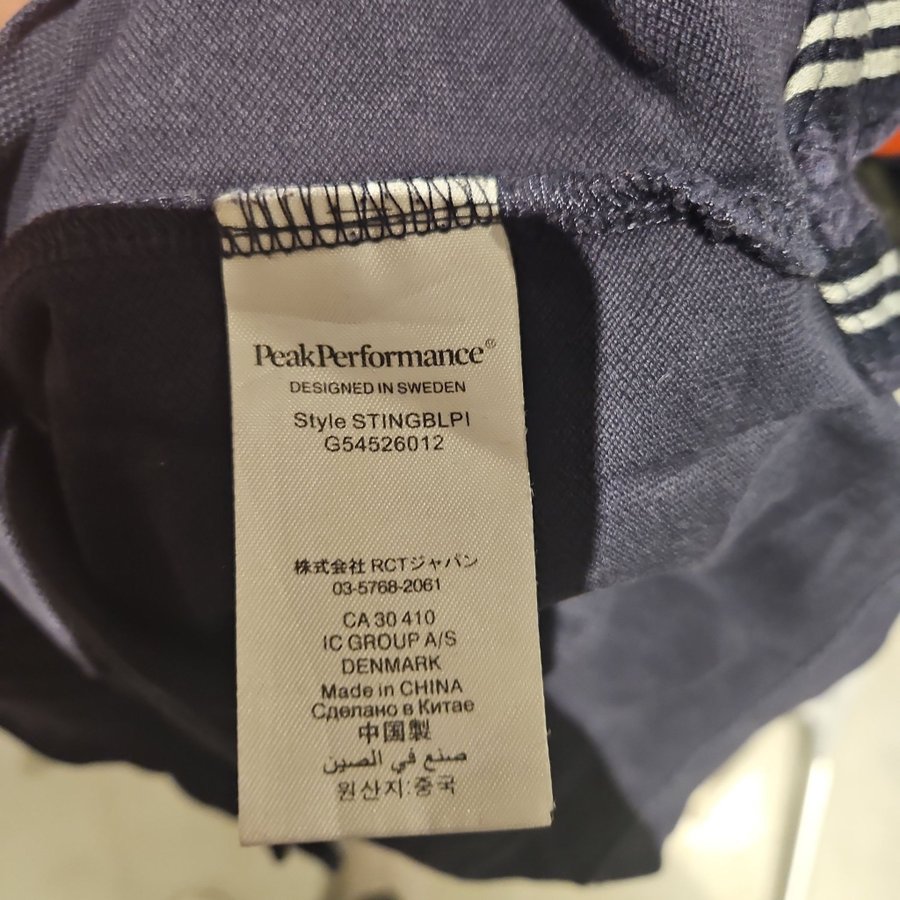 PeakPerformance®
DESIGNED IN SWEDEN
Style STINGBLPI
G54526012
株式会社 RCTジャパン
03-5768-2061
CA 30 410
IC GROUP A/S
DENMARK
Made in CHINA
Сделано в Китае
中国製
صنع في الصين
원산지:중국